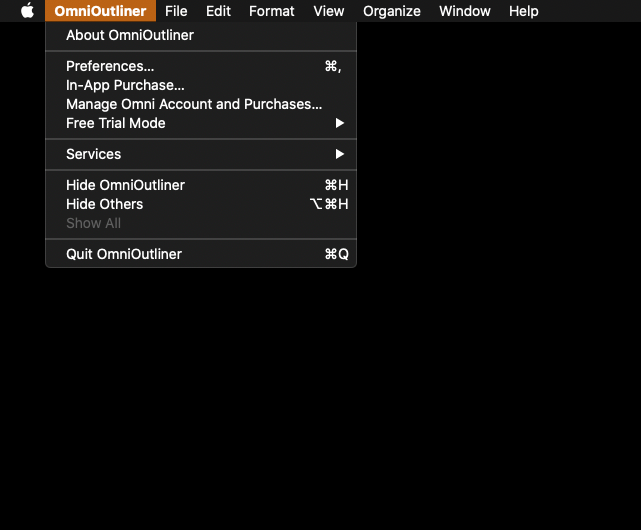 OmniOutliner File Edit Format View Organize Window Help
About OmniOutliner
Preferences... ⌘,
In-App Purchase...
Manage Omni Account and Purchases...
Free Trial Mode ▶
Services ▶
Hide OmniOutliner ⌘H
Hide Others ⌥⌘H
Show All
Quit OmniOutliner ⌘Q